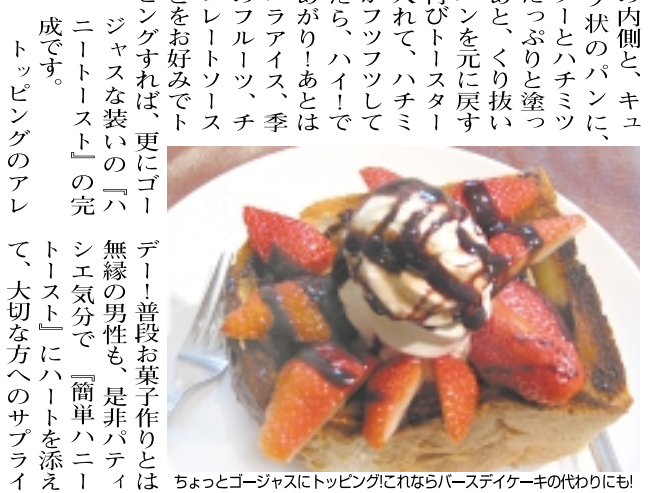 の内側と、キュ
ブ状のパンに、
ーとハチミツ
たっぷりと塗っ
あと、くり抜い
ンを元に戻す
再びトースター
入れて、ハチミ
がフツフツして
たら、ハイ!で
あがり!あとは
ラアイス、季
のフルーツ、チ
レートソース
どをお好みでト
ピングすれば、更にゴー
ジャスな装いの『ハ
ニートースト』の完
成です。
トッピングのアレ
デー!普段お菓子作りとは
無縁の男性も、是非パティ
シエ気分で『簡単ハニー
トースト』にハートを添え
て、大切な方へのサプライ
ちょっとゴージャスにトッピング!これならバースデイケーキの代わりにも!